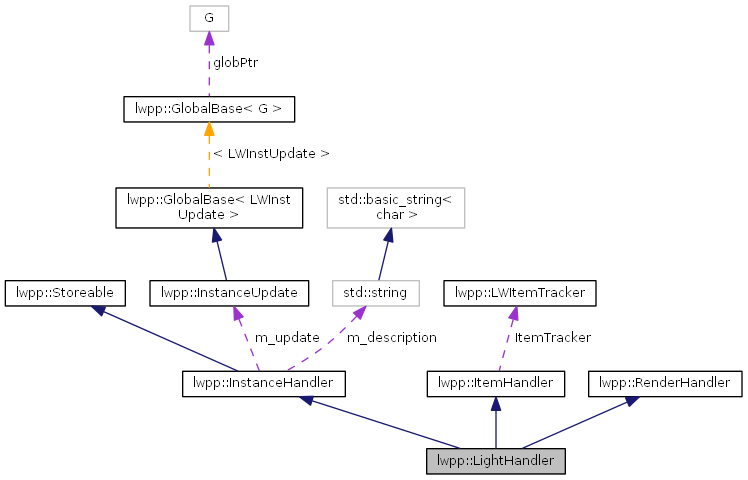 G
globPtr
lwpp::GlobalBase< G >
< LWInstUpdate >
lwpp::GlobalBase< LWInst
Update >
std::basic_string<
char >
lwpp::Storeable
lwpp::InstanceUpdate
std::string
lwpp::LWItemTracker
m_update
m_description
ItemTracker
lwpp::InstanceHandler
lwpp::ItemHandler
lwpp::RenderHandler
lwpp::LightHandler